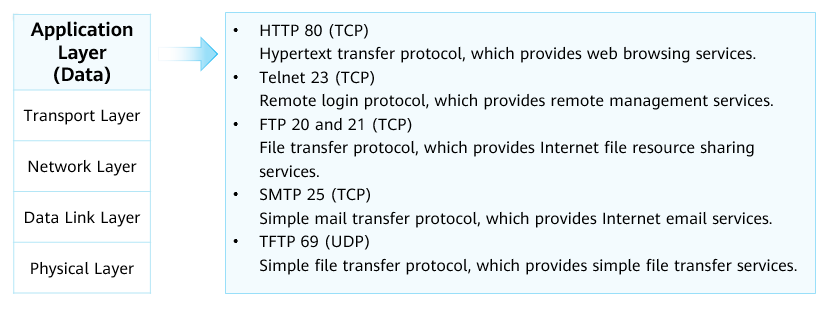 Application
Layer
(Data)
Transport Layer
Network Layer
Data Link Layer
Physical Layer
• HTTP 80 (TCP)
Hypertext transfer protocol, which provides web browsing services.
• Telnet 23 (TCP)
Remote login protocol, which provides remote management services.
• FTP 20 and 21 (TCP)
File transfer protocol, which provides Internet file resource sharing
services.
• SMTP 25 (TCP)
Simple mail transfer protocol, which provides Internet email services.
• TFTP 69 (UDP)
Simple file transfer protocol, which provides simple file transfer services.